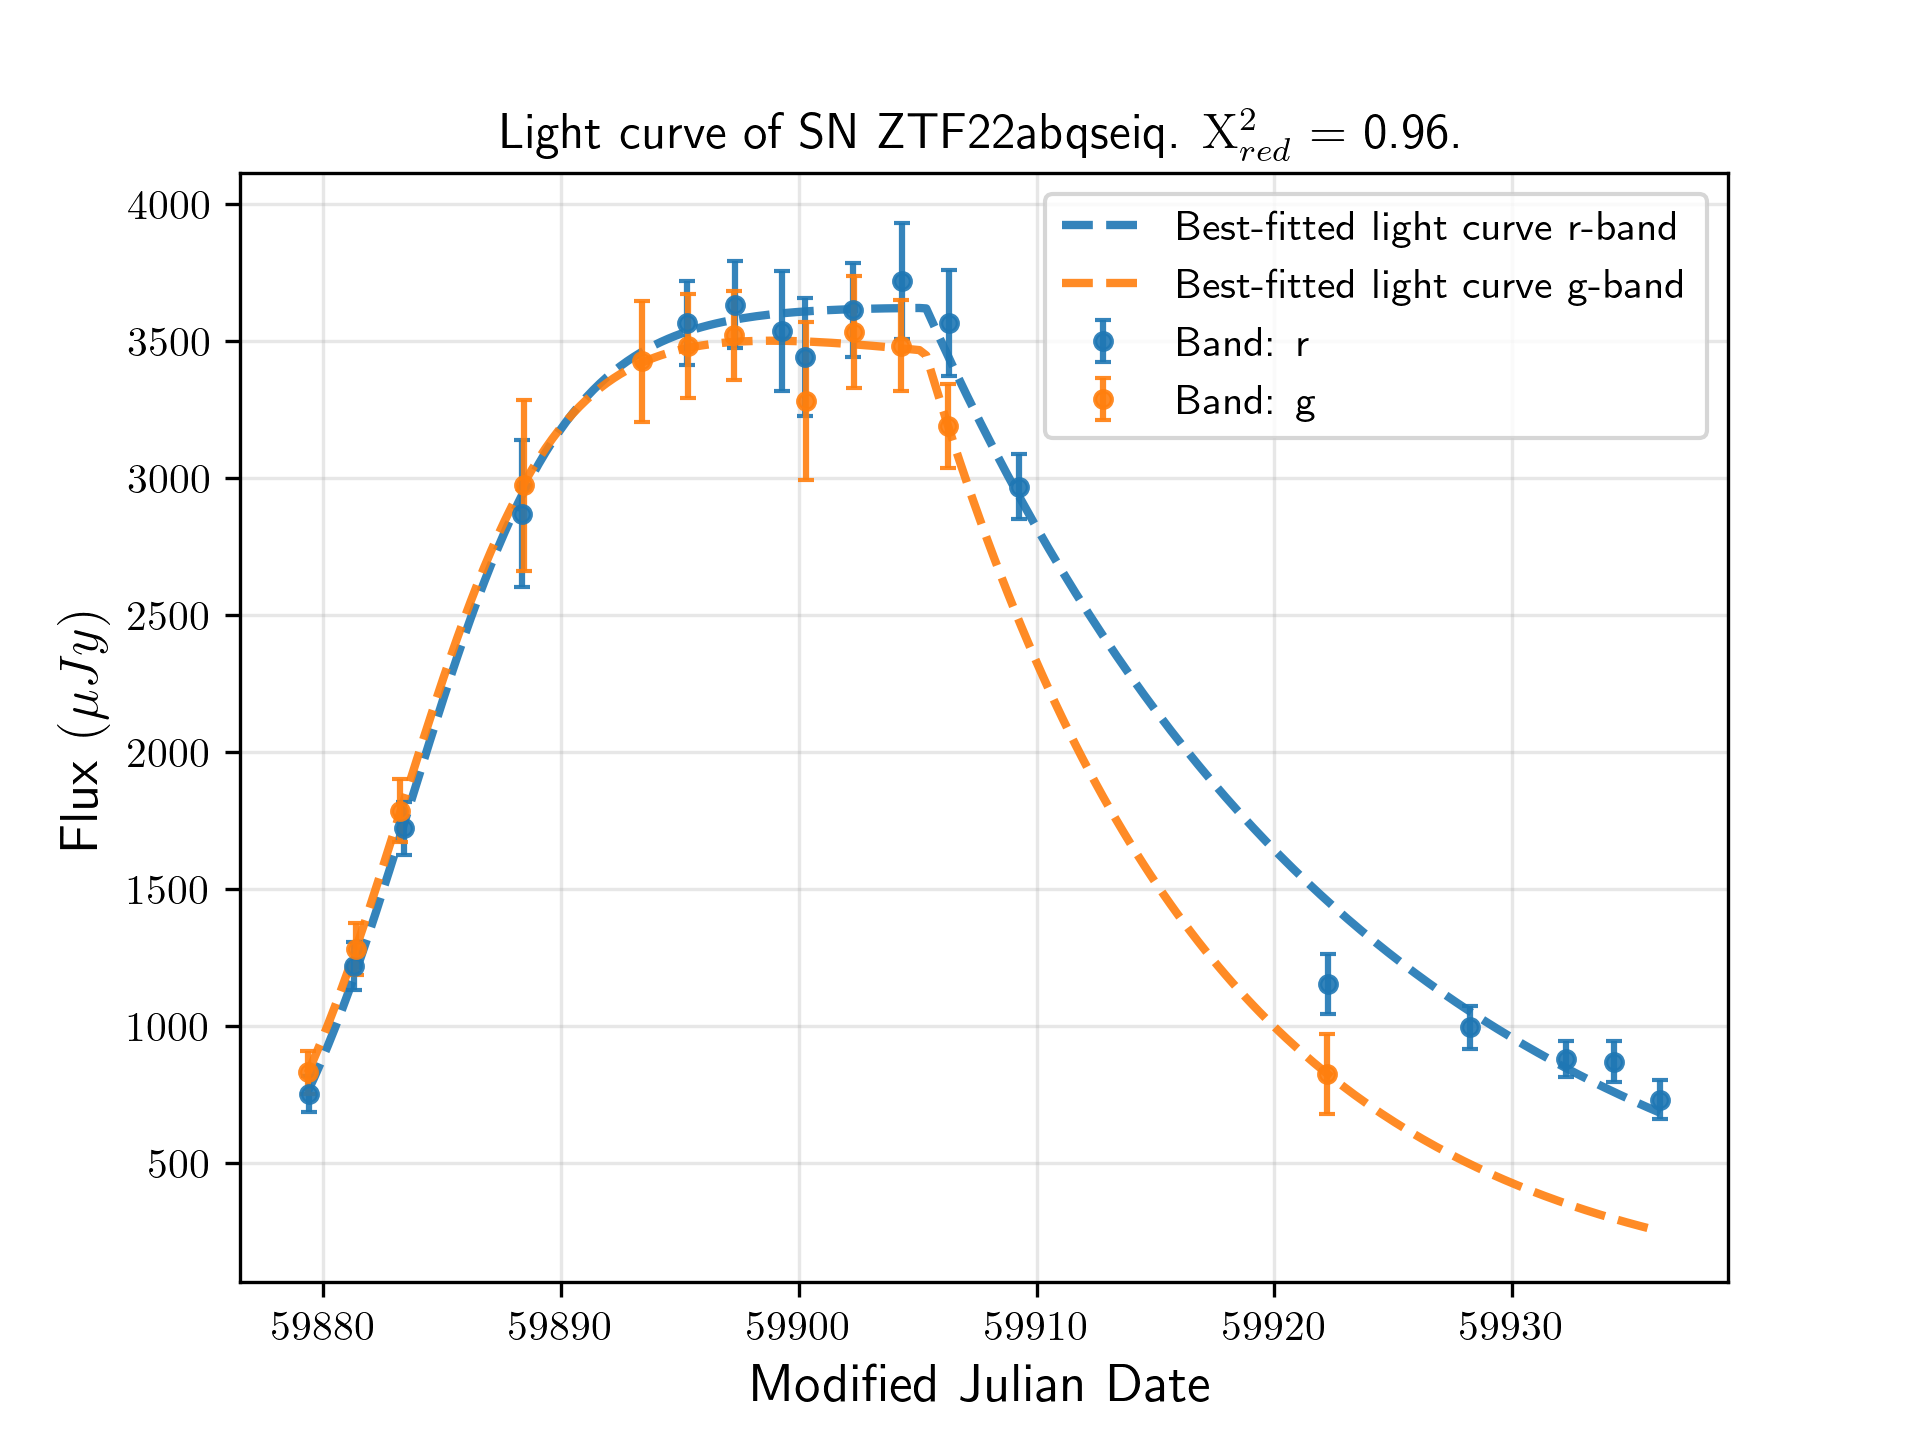 Light curve of SN ZTF22abqseiq. X²red = 0.96.
4000
3500
3000
2500
2000
1500
1000
500
Flux (μJy)
Best-fitted light curve r-band
Best-fitted light curve g-band
Band: r
Band: g
59880 59890 59900 59910 59920 59930
Modified Julian Date